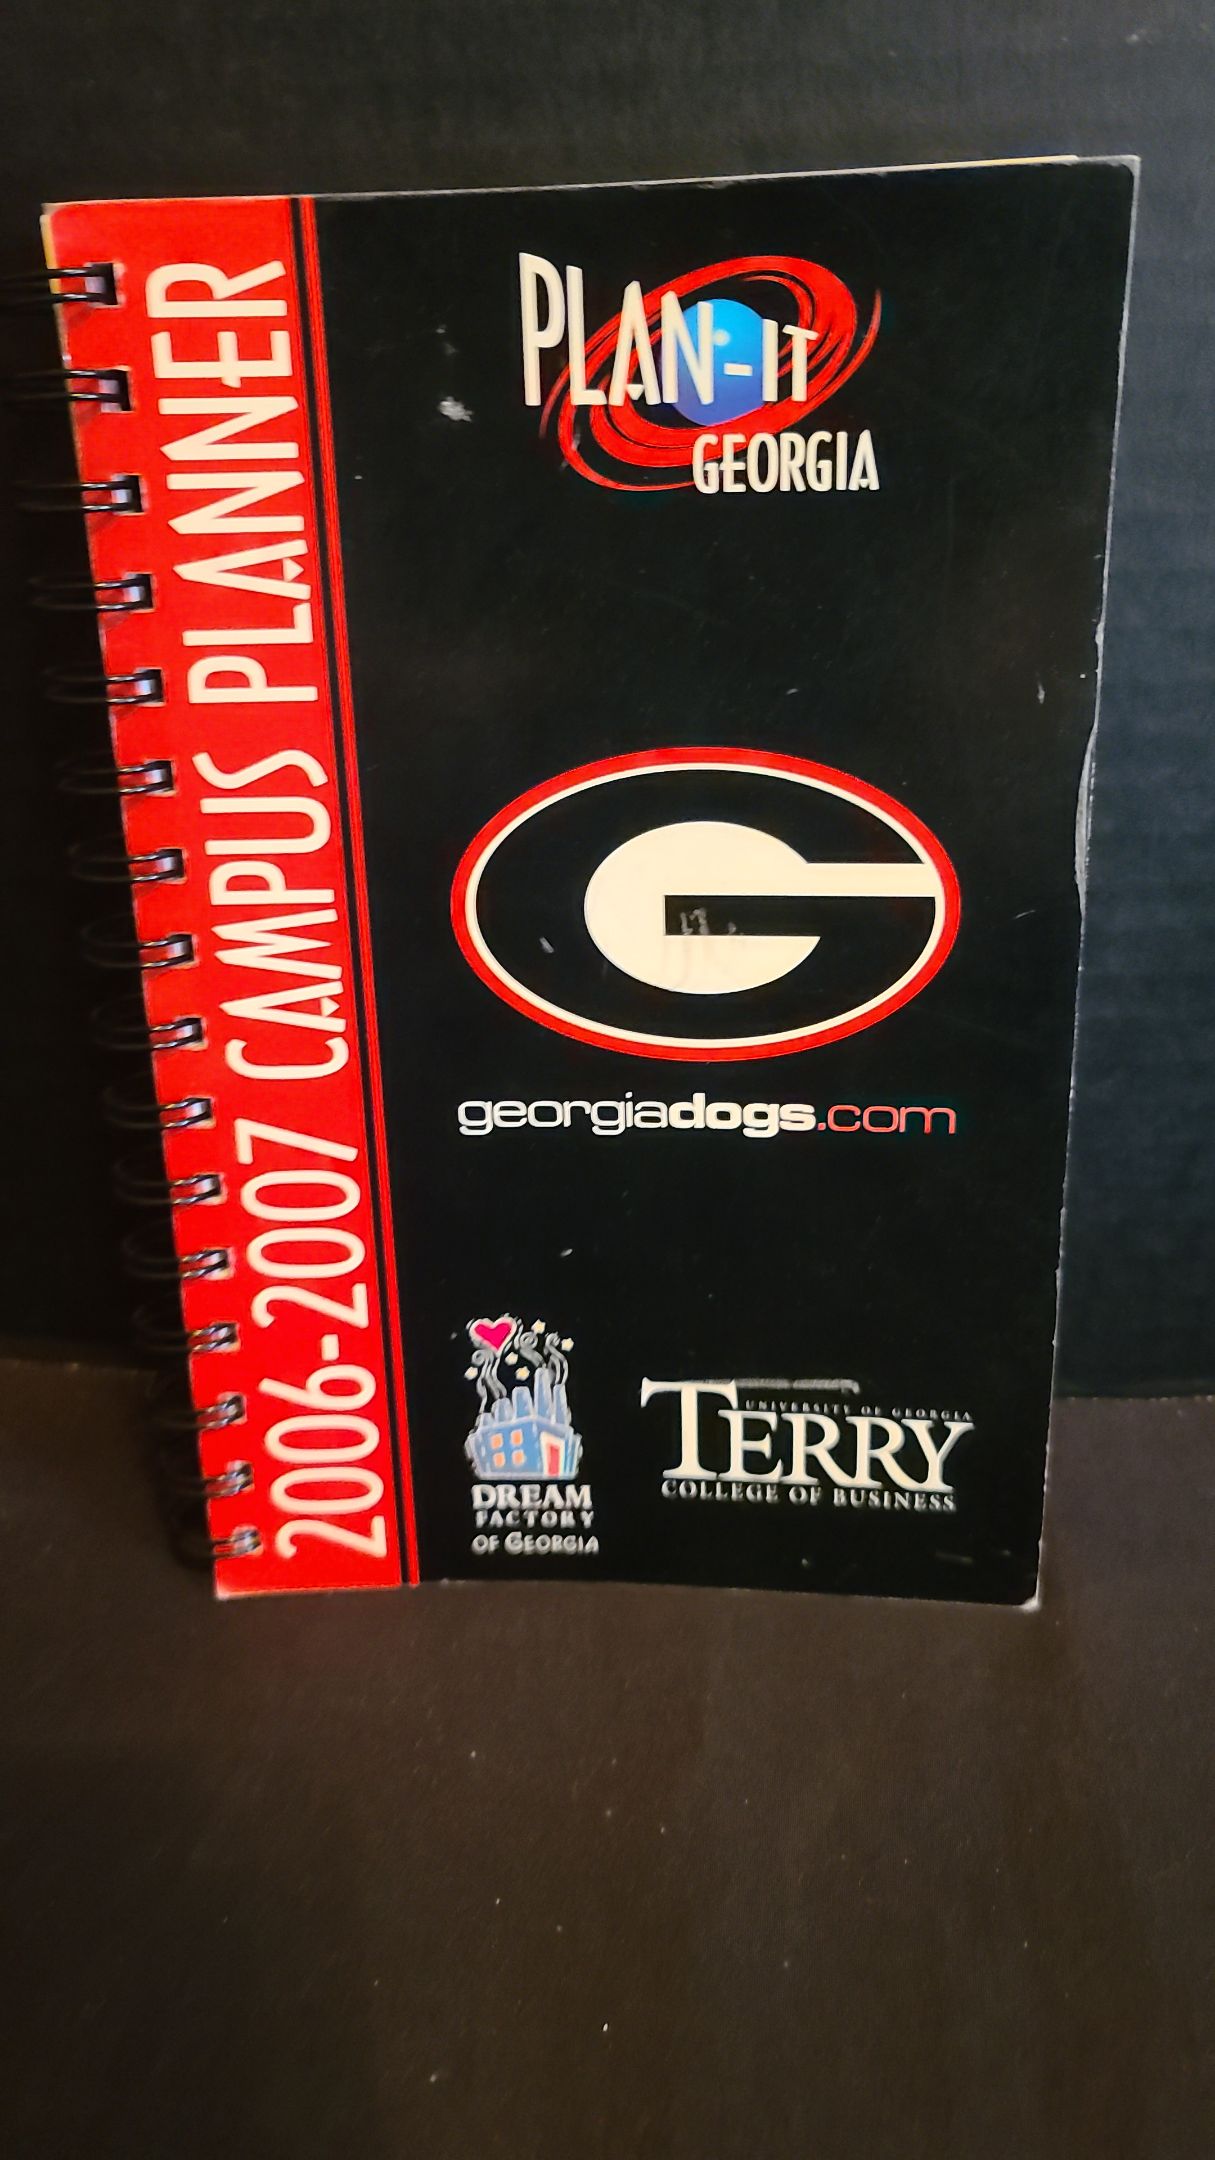 2006-2007 CAMPUS PLANNER
PLAN-IT
GEORGIA
G
georgiadogs.com
DREAM
FACTORY
OF GEORGIA
UNIVERSITY OF GEORGIA
TERRY
COLLEGE OF BUSINESS